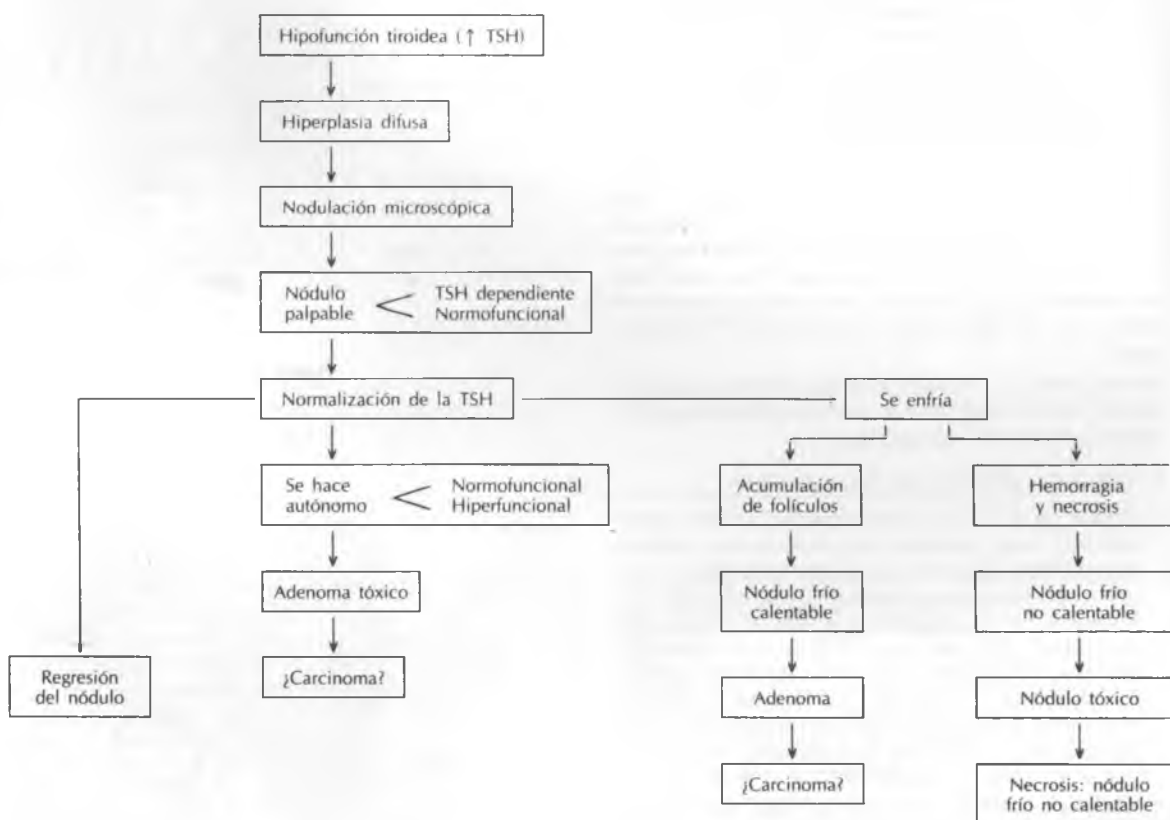 Hipofunción tiroidea (↑ TSH)
Hiperplasia difusa
Nodulación microscópica
Nódulo
palpable
TSH dependiente
Normofuncional
Normalización de la TSH
Se enfría
Se hace
autónomo
Normofuncional
Hiperfuncional
Acumulación
de folículos
Hemorragia
y necrosis
Adenoma tóxico
Nódulo frío
calentable
Nódulo frío
no calentable
Regresión
del nódulo
¿Carcinoma?
Adenoma
Nódulo tóxico
¿Carcinoma?
Necrosis: nódulo
frío no calentable